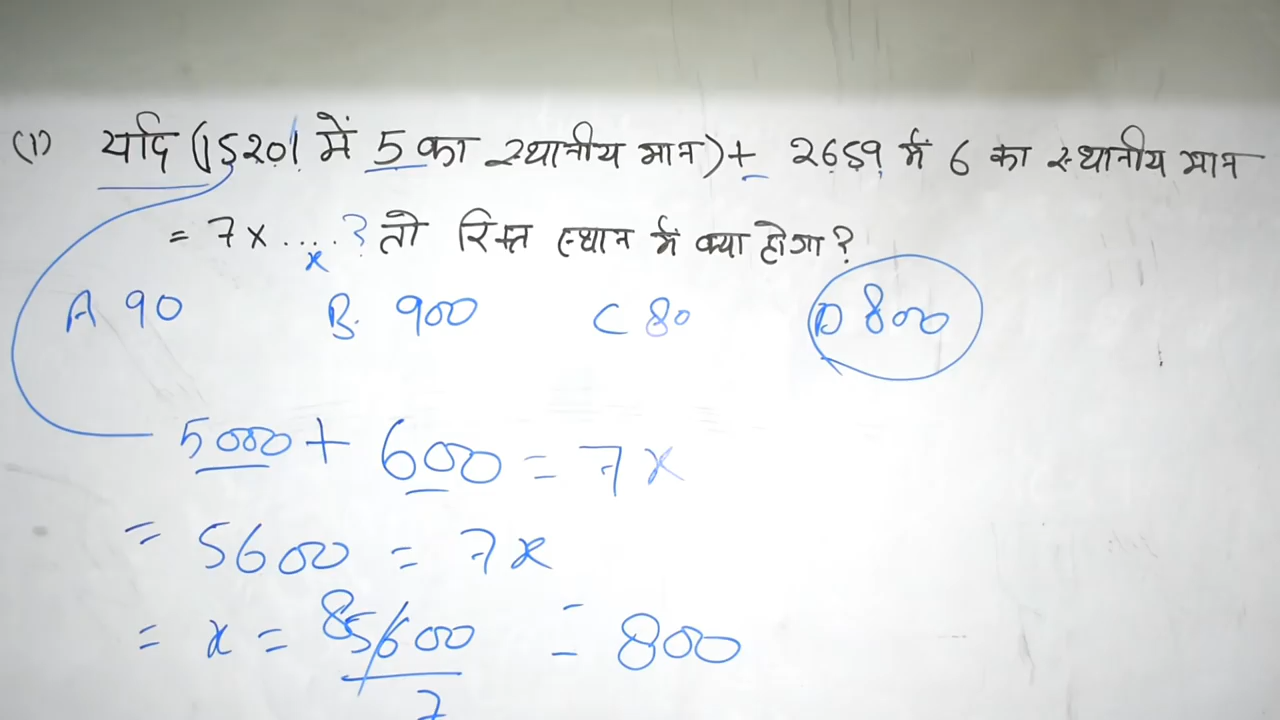 (1) यदि (15201 में 5 का स्थानीय मान) + 2659 में 6 का स्थानीय मान
= 7x ....? तो रिक्त स्थान में क्या होगा?
x
A 90 B. 900 C 80 D 800
5000 + 600 = 7x
= 5600 = 7x
= x = 5600/7 = 800
8